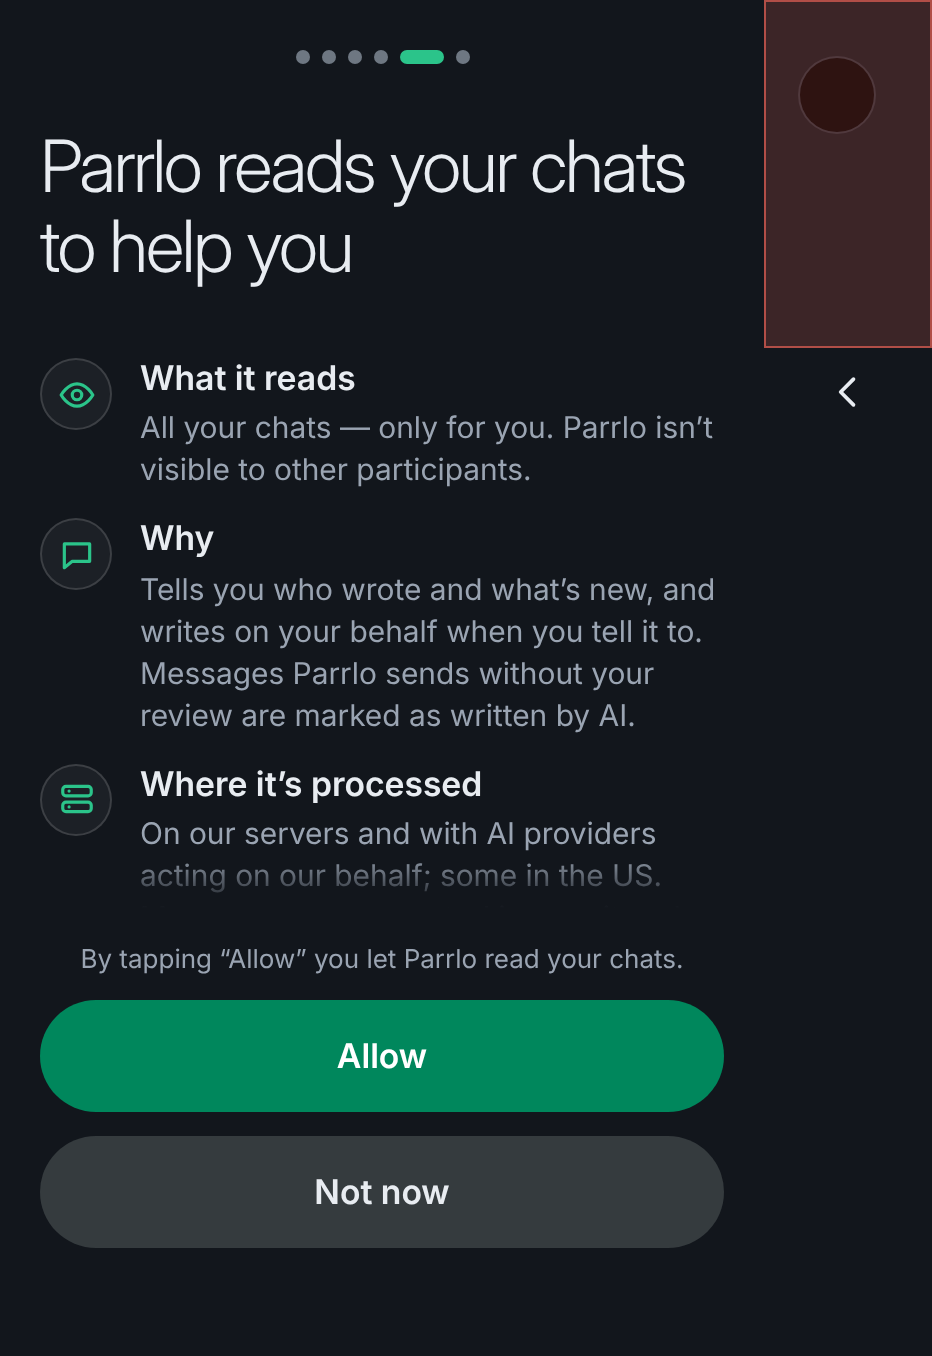 Parrlo reads your chats
to help you
What it reads
All your chats — only for you. Parrlo isn’t
visible to other participants.
Why
Tells you who wrote and what’s new, and
writes on your behalf when you tell it to.
Messages Parrlo sends without your
review are marked as written by AI.
Where it’s processed
On our servers and with AI providers
acting on our behalf; some in the US.
By tapping “Allow” you let Parrlo read your chats.
Allow
Not now